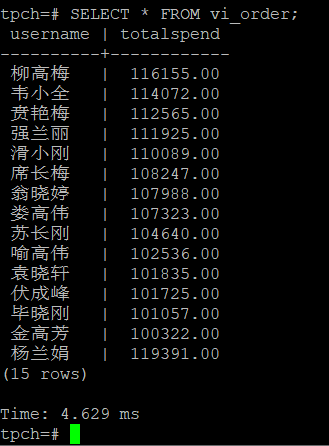 tpch=# SELECT * FROM vi_order;
username | totalspend
----------+------------
柳高梅 | 116155.00
韦小全 | 114072.00
贲艳梅 | 112565.00
强兰丽 | 111925.00
滑小刚 | 110089.00
席长梅 | 108247.00
翁晓婷 | 107988.00
娄高伟 | 107323.00
苏长刚 | 104640.00
喻高伟 | 102536.00
袁晓轩 | 101835.00
伏成峰 | 101725.00
毕晓刚 | 101057.00
金高芳 | 100322.00
杨兰娟 | 119391.00
(15 rows)
Time: 4.629 ms
tpch=#